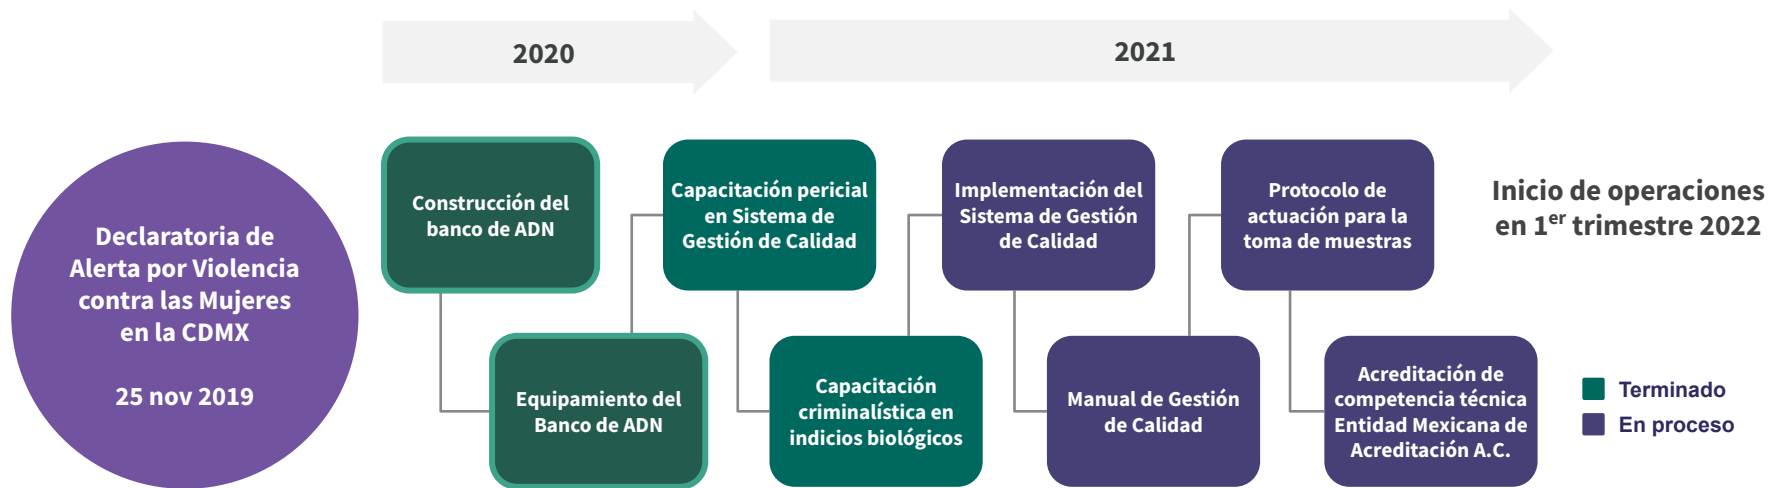 2020
2021
Declaratoria de
Alerta por Violencia
contra las Mujeres
en la CDMX
25 nov 2019
Construcción del
banco de ADN
Equipamiento del
Banco de ADN
Capacitación pericial
en Sistema de
Gestión de Calidad
Capacitación
criminalística en
indicios biológicos
Implementación del
Sistema de Gestión
de Calidad
Manual de Gestión
de Calidad
Protocolo de
actuación para la
toma de muestras
Acreditación de
competencia técnica
Entidad Mexicana de
Acreditación A.C.
Inicio de operaciones
en 1er trimestre 2022
Terminado
En proceso